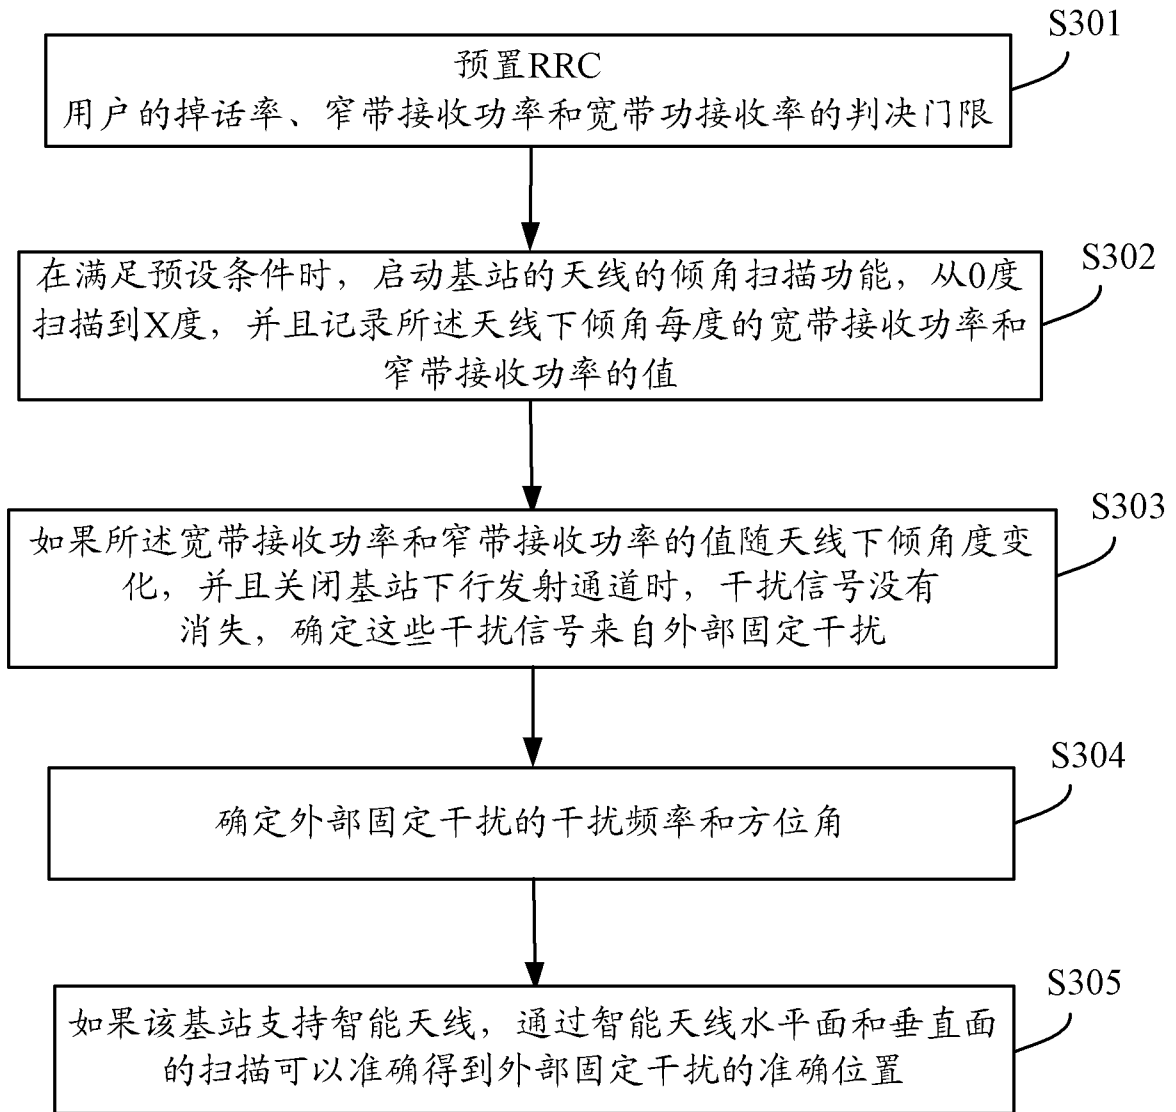 S301
预置RRC
用户的掉话率、窄带接收功率和宽带功接收率的判决门限
S302
在满足预设条件时，启动基站的天线的倾角扫描功能，从0度
扫描到X度，并且记录所述天线下倾角每度的宽带接收功率和
窄带接收功率的值
S303
如果所述宽带接收功率和窄带接收功率的值随天线下倾角度变
化，并且关闭基站下行发射通道时，干扰信号没有
消失，确定这些干扰信号来自外部固定干扰
S304
确定外部固定干扰的干扰频率和方位角
S305
如果该基站支持智能天线，通过智能天线水平面和垂直面
的扫描可以准确得到外部固定干扰的准确位置